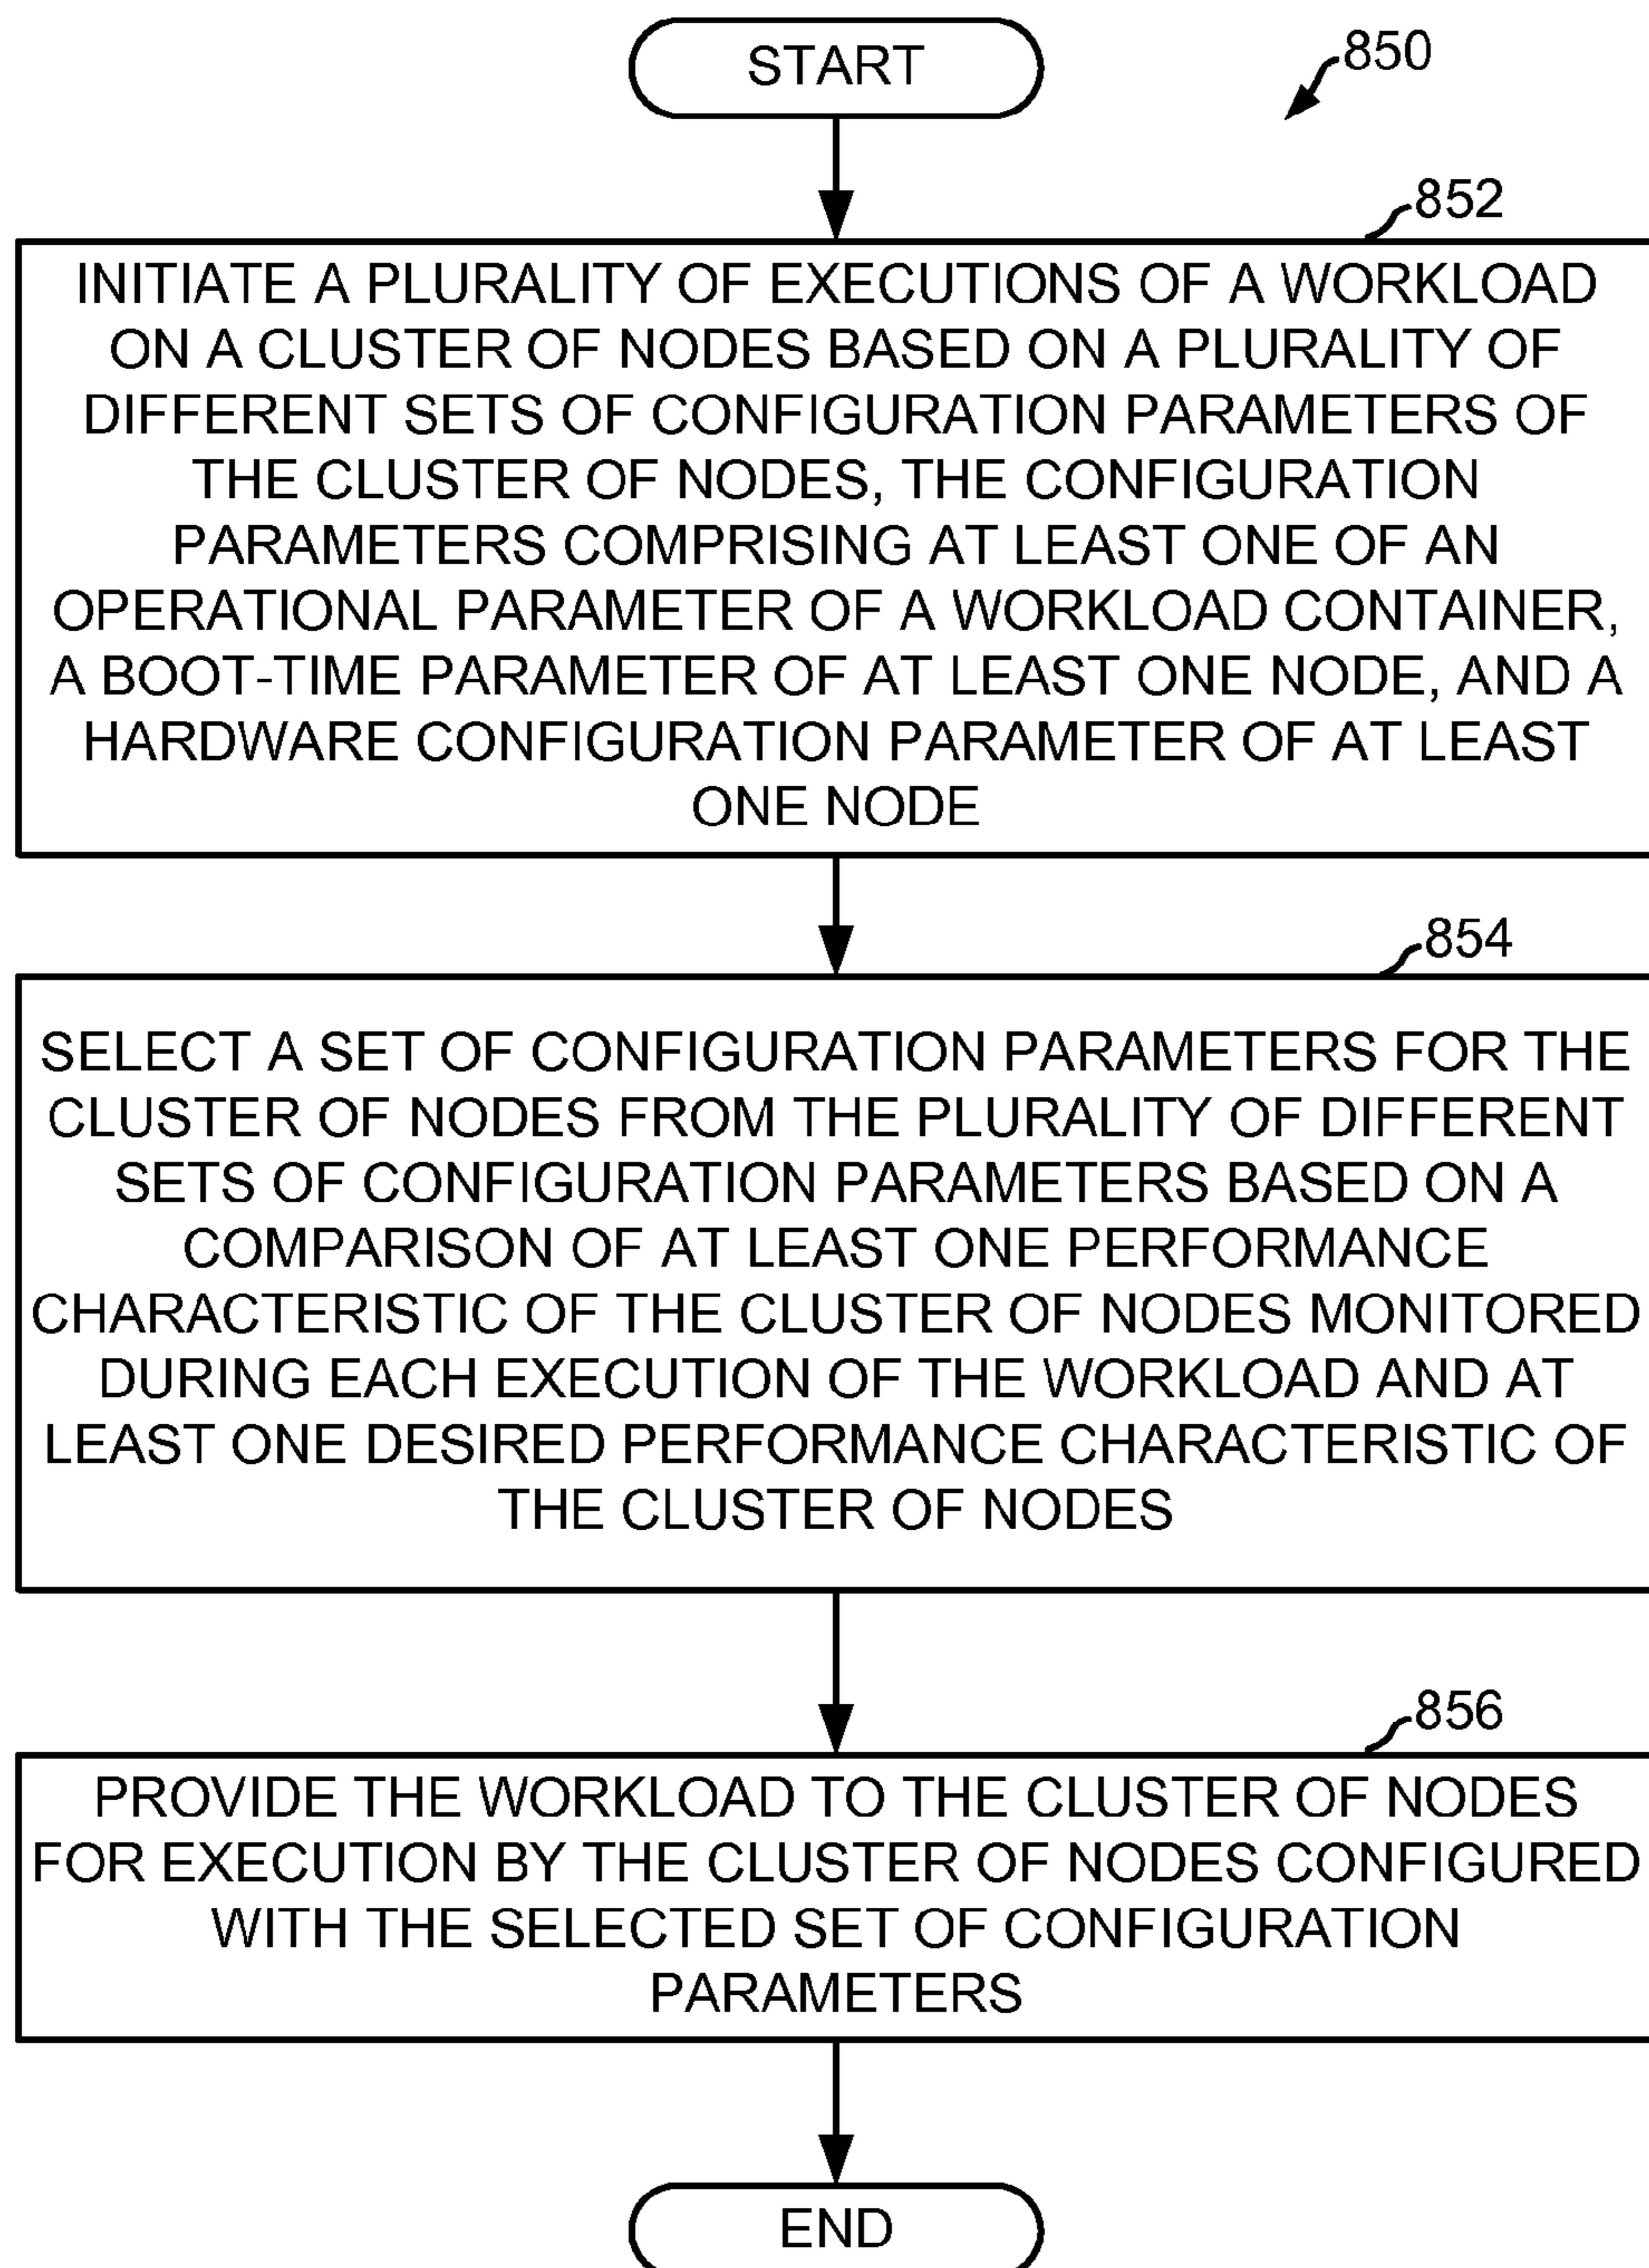 START
850
852
INITIATE A PLURALITY OF EXECUTIONS OF A WORKLOAD
ON A CLUSTER OF NODES BASED ON A PLURALITY OF
DIFFERENT SETS OF CONFIGURATION PARAMETERS OF
THE CLUSTER OF NODES, THE CONFIGURATION
PARAMETERS COMPRISING AT LEAST ONE OF AN
OPERATIONAL PARAMETER OF A WORKLOAD CONTAINER,
A BOOT-TIME PARAMETER OF AT LEAST ONE NODE, AND A
HARDWARE CONFIGURATION PARAMETER OF AT LEAST
ONE NODE
854
SELECT A SET OF CONFIGURATION PARAMETERS FOR THE
CLUSTER OF NODES FROM THE PLURALITY OF DIFFERENT
SETS OF CONFIGURATION PARAMETERS BASED ON A
COMPARISON OF AT LEAST ONE PERFORMANCE
CHARACTERISTIC OF THE CLUSTER OF NODES MONITORED
DURING EACH EXECUTION OF THE WORKLOAD AND AT
LEAST ONE DESIRED PERFORMANCE CHARACTERISTIC OF
THE CLUSTER OF NODES
856
PROVIDE THE WORKLOAD TO THE CLUSTER OF NODES
FOR EXECUTION BY THE CLUSTER OF NODES CONFIGURED
WITH THE SELECTED SET OF CONFIGURATION
PARAMETERS
END